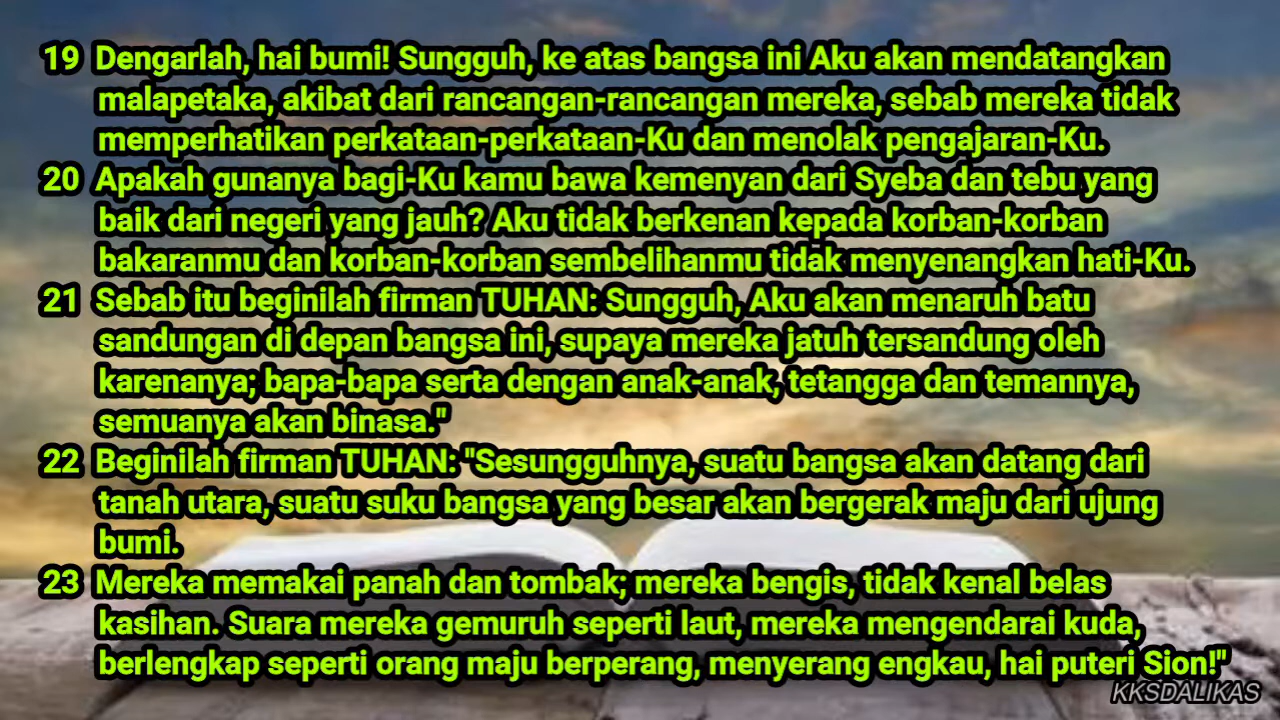 19 Dengarlah, hai bumi! Sungguh, ke atas bangsa ini Aku akan mendatangkan
malapetaka, akibat dari rancangan-rancangan mereka, sebab mereka tidak
memperhatikan perkataan-perkataan-Ku dan menolak pengajaran-Ku.
20 Apakah gunanya bagi-Ku kamu bawa kemenyan dari Syeba dan tebu yang
baik dari negeri yang jauh? Aku tidak berkenan kepada korban-korban
bakaranmu dan korban-korban sembelihanmu tidak menyenangkan hati-Ku.
21 Sebab itu beginilah firman TUHAN: Sungguh, Aku akan menaruh batu
sandungan di depan bangsa ini, supaya mereka jatuh tersandung oleh
karenanya; bapa-bapa serta dengan anak-anak, tetangga dan temannya,
semuanya akan binasa."
22 Beginilah firman TUHAN: "Sesungguhnya, suatu bangsa akan datang dari
tanah utara, suatu suku bangsa yang besar akan bergerak maju dari ujung
bumi.
23 Mereka memakai panah dan tombak; mereka bengis, tidak kenal belas
kasihan. Suara mereka gemuruh seperti laut, mereka mengendarai kuda,
berlengkap seperti orang maju berperang, menyerang engkau, hai puteri Sion!"
KKSDALIKAS